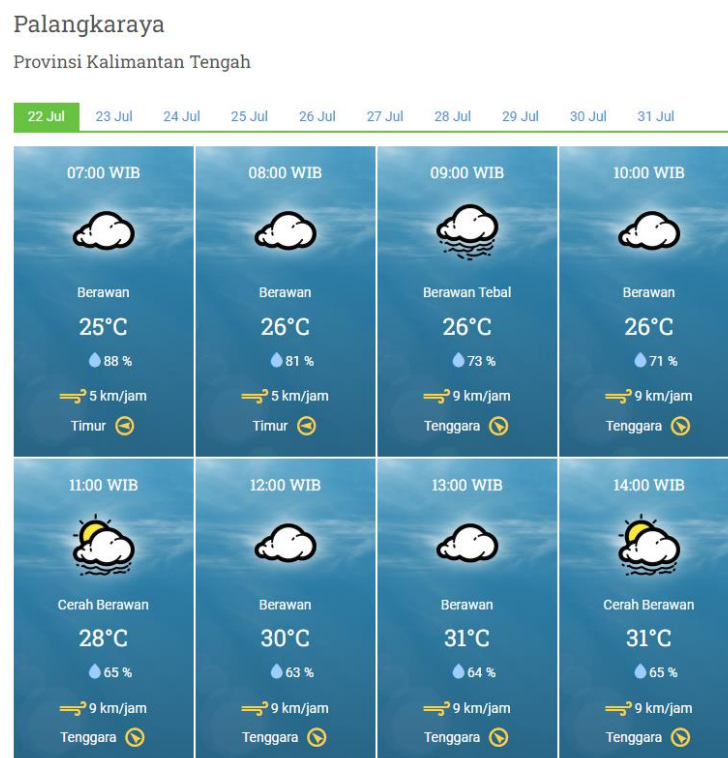 Palangkaraya
Provinsi Kalimantan Tengah
22 Jul 23 Jul 24 Jul 25 Jul 26 Jul 27 Jul 28 Jul 29 Jul 30 Jul 31 Jul
07:00 WIB 08:00 WIB 09:00 WIB 10:00 WIB
Berawan Berawan Berawan Tebal Berawan
25°C 26°C 26°C 26°C
88 % 81 % 73 % 71 %
5 km/jam 5 km/jam 9 km/jam 9 km/jam
Timur Timur Tenggara Tenggara
11:00 WIB 12:00 WIB 13:00 WIB 14:00 WIB
Cerah Berawan Berawan Berawan Cerah Berawan
28°C 30°C 31°C 31°C
65 % 63 % 64 % 65 %
9 km/jam 9 km/jam 9 km/jam 9 km/jam
Tenggara Tenggara Tenggara Tenggara